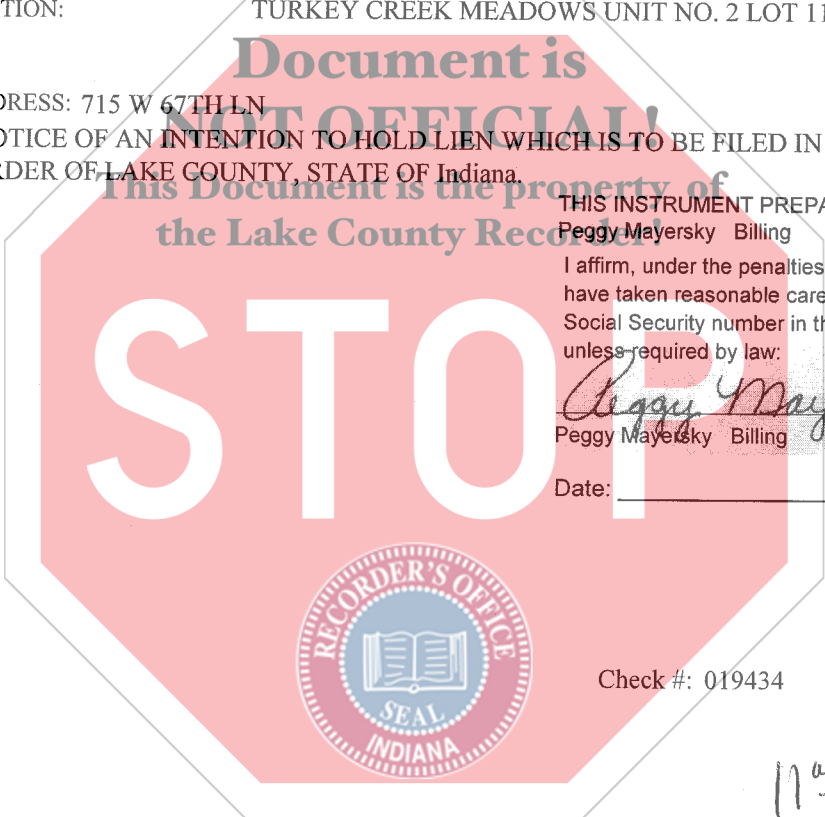 TION: TURKEY CREEK MEADOWS UNIT NO. 2 LOT 11
Document is
DRESS: 715 W 67TH LN
NOT OFFICIAL!
OTICE OF AN INTENTION TO HOLD LIEN WHICH IS TO BE FILED IN
RDER OF LAKE COUNTY, STATE OF Indiana.
This Document is the property of
the Lake County Recorder!
THIS INSTRUMENT PREPA
Peggy Mayersky Billing
I affirm, under the penalties
have taken reasonable care
Social Security number in th
unless required by law:
Peggy May
Peggy Mayersky Billing
Date:
STOP
RECORDER'S OFFICE
SEAL
INDIANA
Check #: 019434